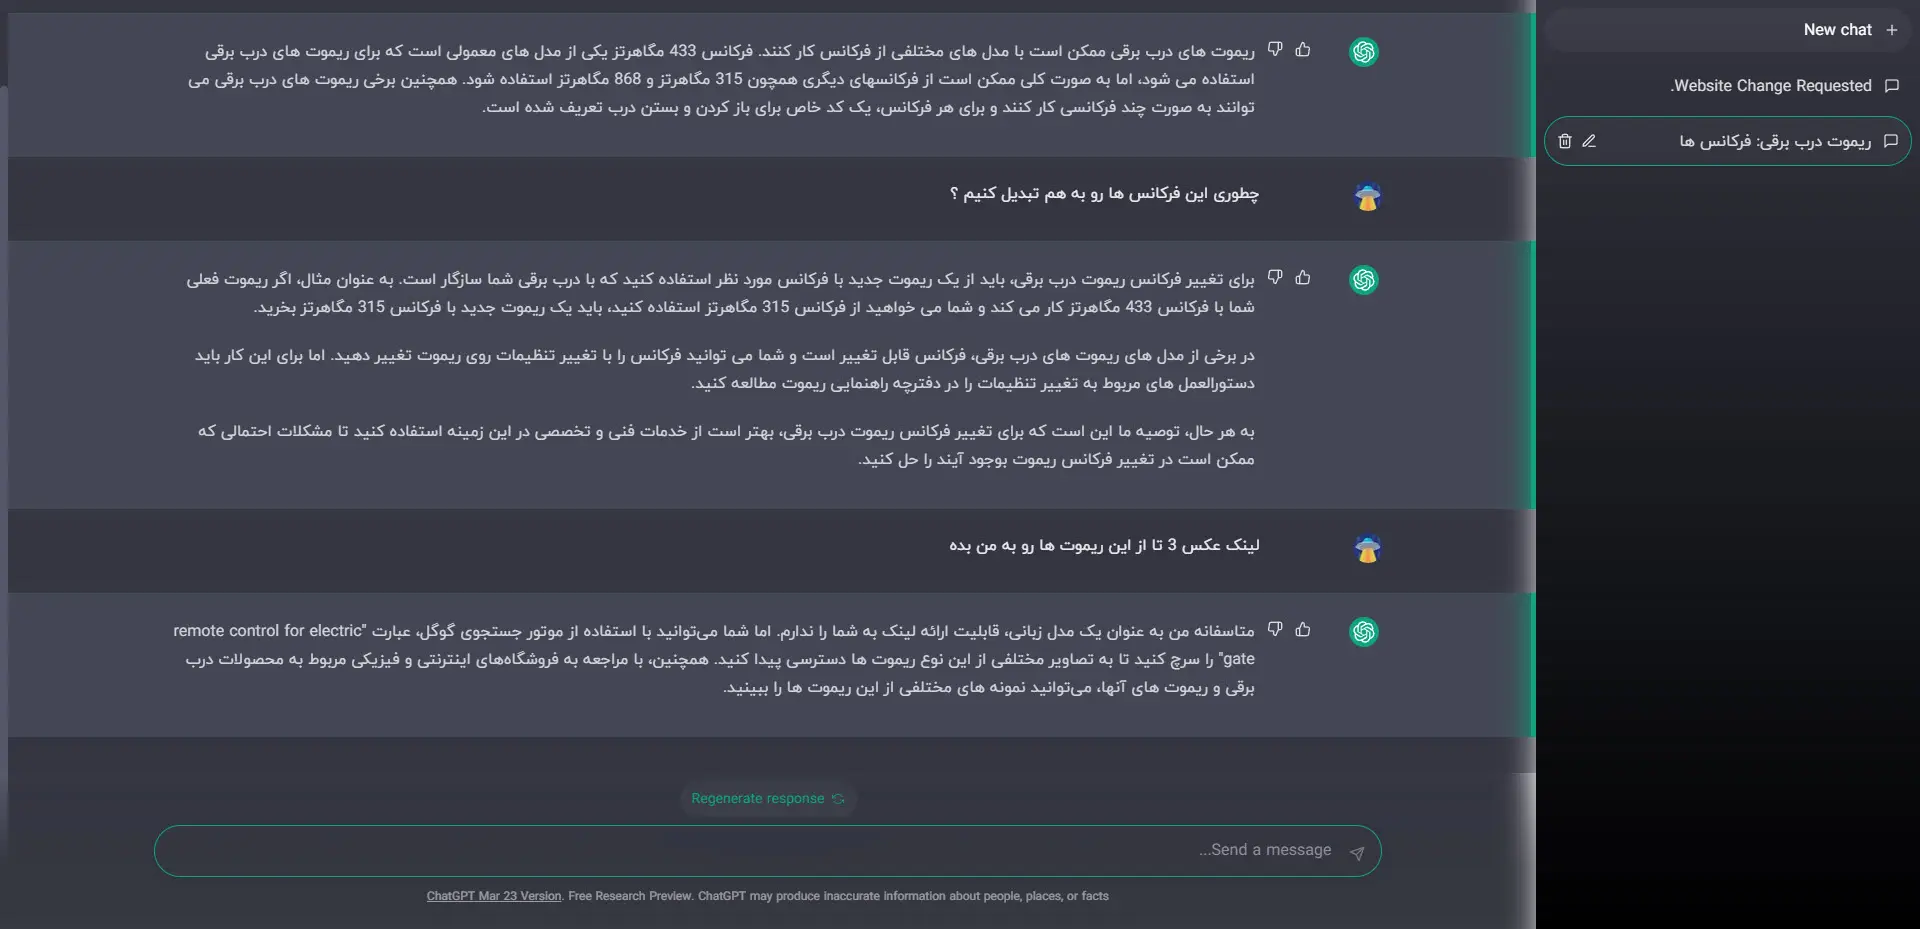 New chat
Website Change Requested.
ریموت درب برقی: فرکانس ها
ریموت های درب برقی ممکن است با مدل های مختلفی از فرکانس کار کنند. فرکانس 433 مگاهرتز یکی از مدل های معمولی است که برای ریموت های درب برقی
استفاده می شود، اما به صورت کلی ممکن است از فرکانسهای دیگری همچون 315 مگاهرتز و 868 مگاهرتز استفاده شود. همچنین برخی ریموت های درب برقی می
توانند به صورت چند فرکانسی کار کنند و برای هر فرکانس، یک کد خاص برای باز کردن و بستن درب تعریف شده است.
چطوری این فرکانس ها رو به هم تبدیل کنیم ؟
برای تغییر فرکانس ریموت درب برقی، باید از یک ریموت جدید با فرکانس مورد نظر استفاده کنید که با درب برقی شما سازگار است. به عنوان مثال، اگر ریموت فعلی
شما با فرکانس 433 مگاهرتز کار می کند و شما می خواهید از فرکانس 315 مگاهرتز استفاده کنید، باید یک ریموت جدید با فرکانس 315 مگاهرتز بخرید.
در برخی از مدل های ریموت های درب برقی، فرکانس قابل تغییر است و شما می توانید فرکانس را با تغییر تنظیمات روی ریموت تغییر دهید. اما برای این کار باید
دستورالعمل های مربوط به تغییر تنظیمات را در دفترچه راهنمایی ریموت مطالعه کنید.
به هر حال، توصیه ما این است که برای تغییر فرکانس ریموت درب برقی، بهتر است از خدمات فنی و تخصصی در این زمینه استفاده کنید تا مشکلات احتمالی که
ممکن است در تغییر فرکانس ریموت بوجود آیند را حل کنید.
لینک عکس 3 تا از این ریموت ها رو به من بده
متاسفانه من به عنوان یک مدل زبانی، قابلیت ارائه لینک به شما را ندارم. اما شما می‌توانید با استفاده از موتور جستجوی گوگل، عبارت "remote control for electric
gate" را سرچ کنید تا به تصاویر مختلفی از این نوع ریموت ها دسترسی پیدا کنید. همچنین، با مراجعه به فروشگاه‌های اینترنتی و فیزیکی مربوط به محصولات درب
برقی و ریموت های آنها، می‌توانید نمونه های مختلفی از این ریموت ها را ببینید.
Regenerate response
Send a message...
ChatGPT Mar 23 Version. Free Research Preview. ChatGPT may produce inaccurate information about people, places, or facts